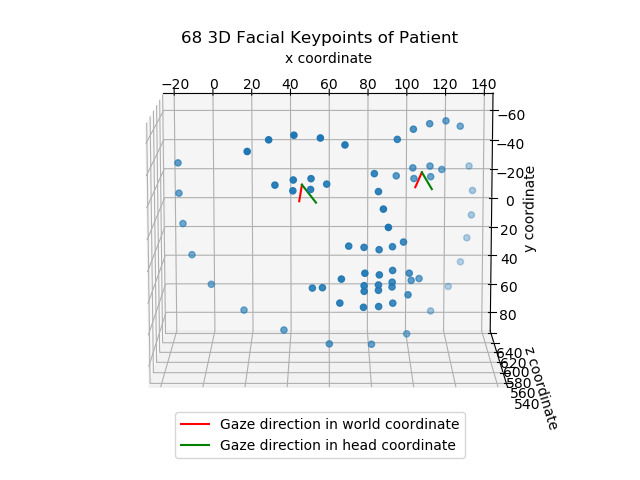 68 3D Facial Keypoints of Patient
x coordinate
−20 0 20 40 60 80 100 120 140
−60
−40
−20
0
20
40
60
80
y coordinate
640
620
600
580
560
540
z coordinate
Gaze direction in world coordinate
Gaze direction in head coordinate